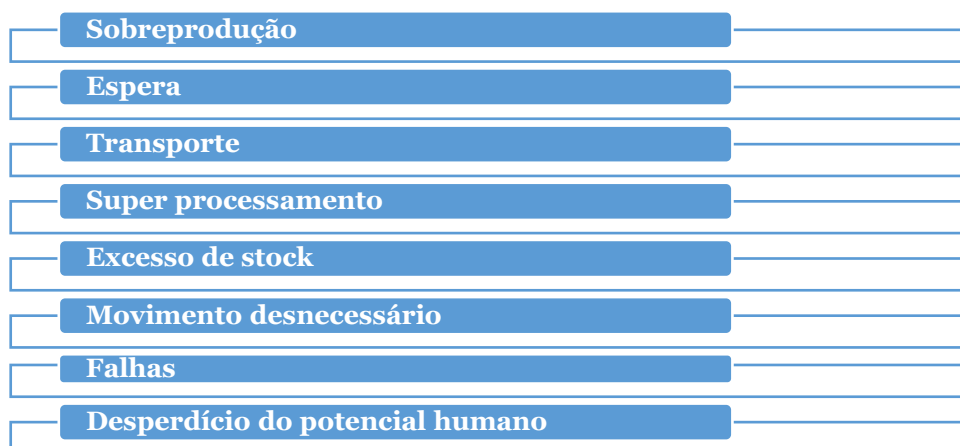 Sobreprodução
Espera
Transporte
Super processamento
Excesso de stock
Movimento desnecessário
Falhas
Desperdício do potencial humano